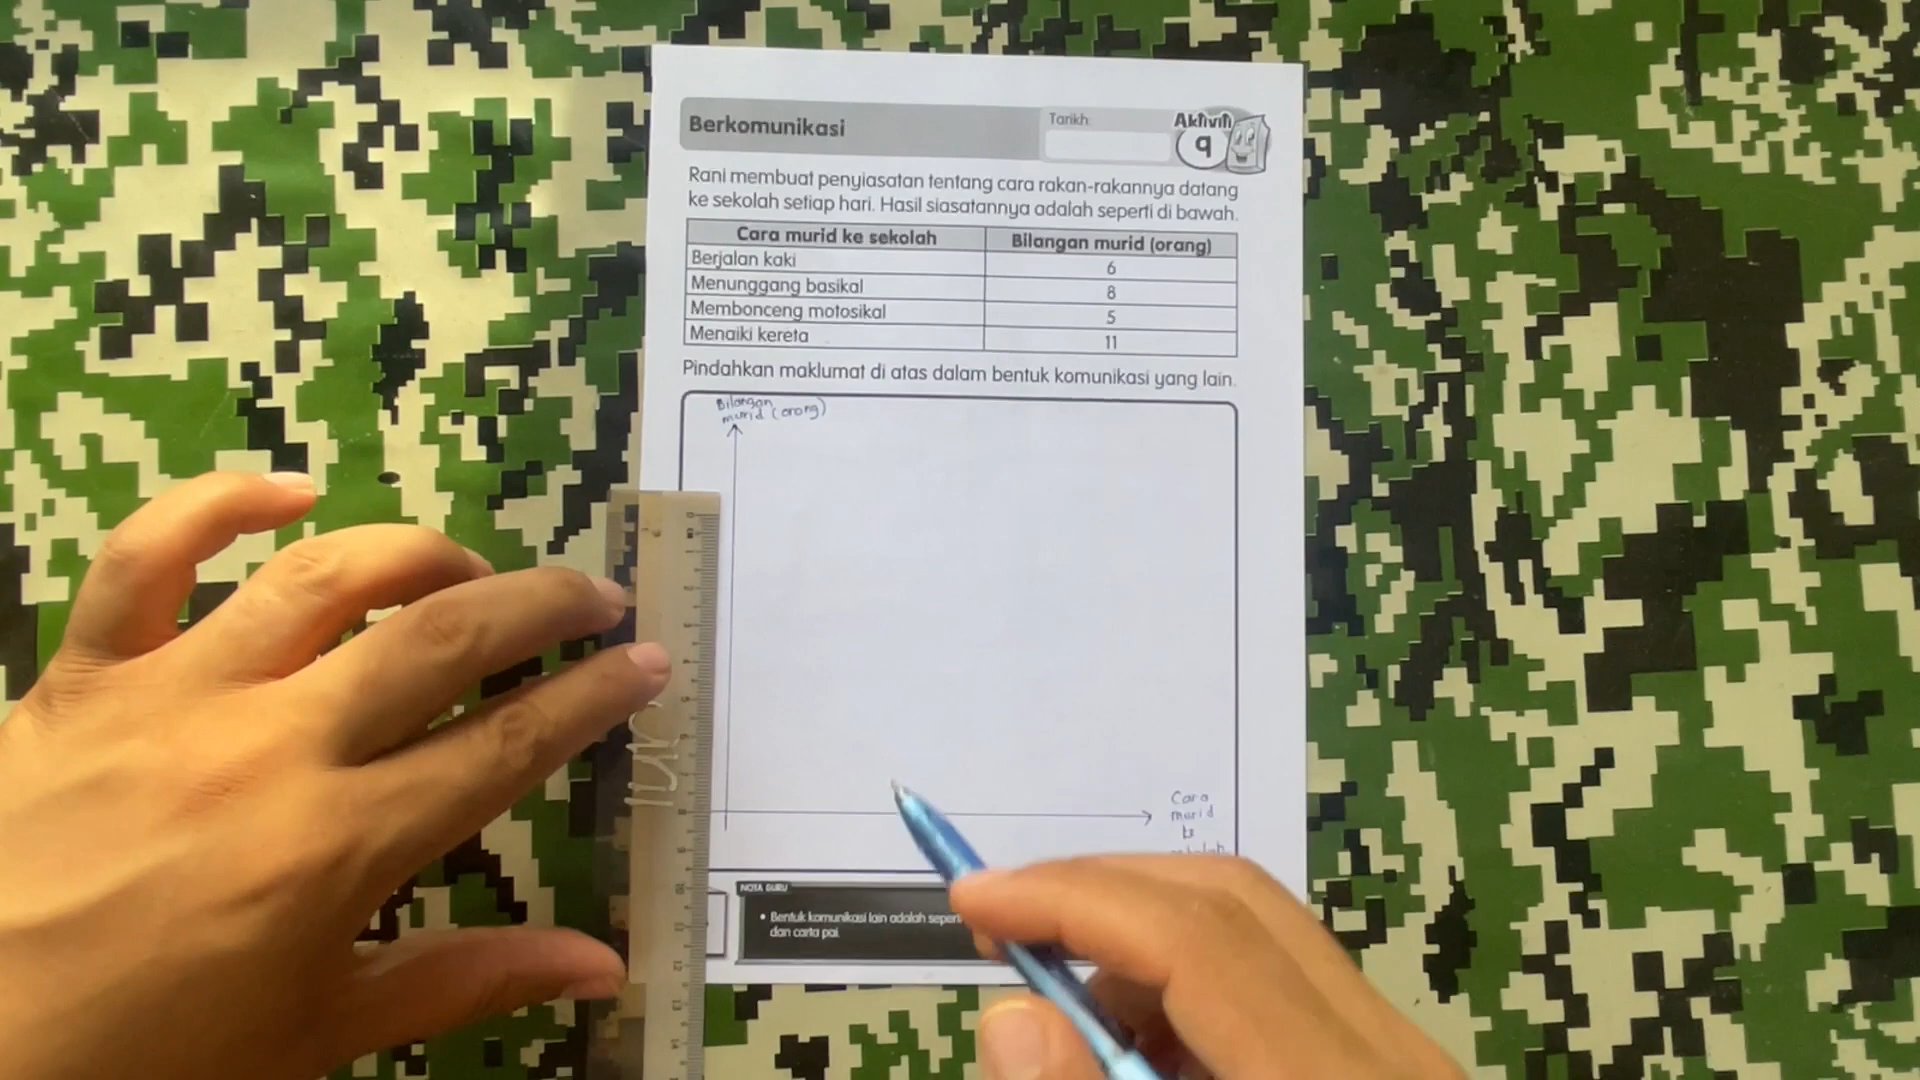 Berkomunikasi
Tarikh:
Aktiviti
9
Rani membuat penyiasatan tentang cara rakan-rakannya datang
ke sekolah setiap hari. Hasil siasatannya adalah seperti di bawah.
Cara murid ke sekolah Bilangan murid (orang)
Berjalan kaki 6
Menunggang basikal 8
Membonceng motosikal 5
Menaiki kereta 11
Pindahkan maklumat di atas dalam bentuk komunikasi yang lain.
Bilangan
murid (orang)
Cara
murid
NOTA GURU
• Bentuk komunikasi lain adalah
dan carta pai.